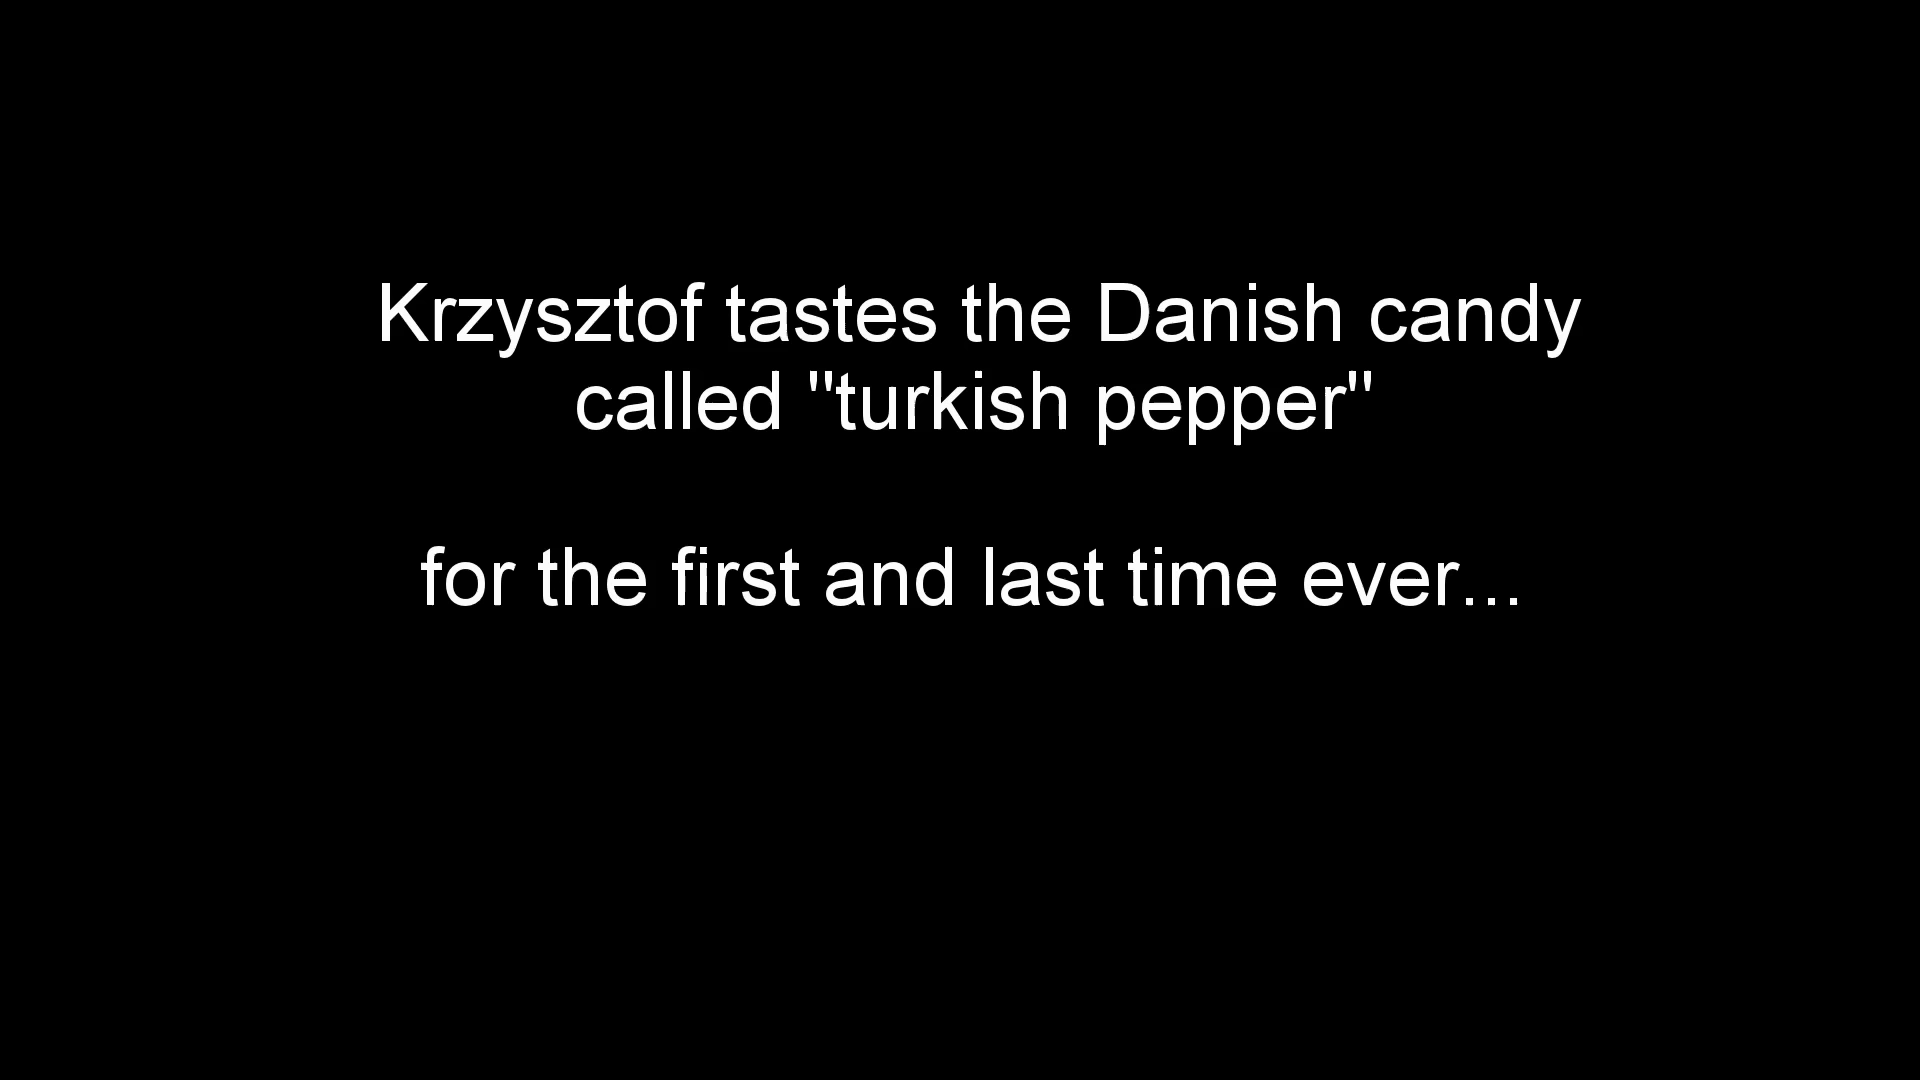 Krzysztof tastes the Danish candy
called "turkish pepper"
for the first and last time ever...